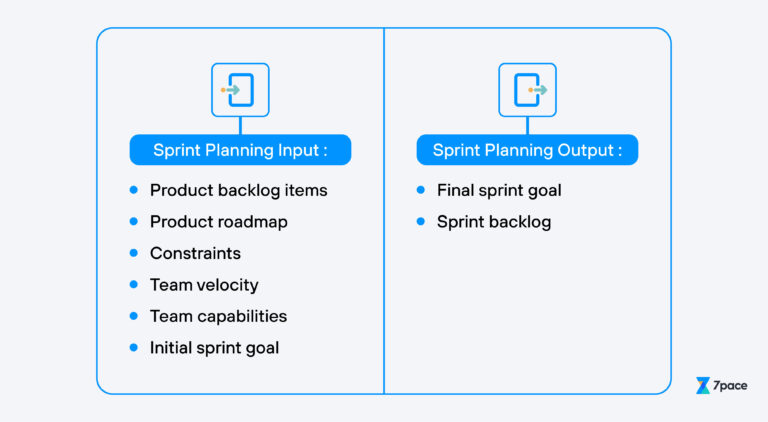 Sprint Planning Input :
Product backlog items
Product roadmap
Constraints
Team velocity
Team capabilities
Initial sprint goal
Sprint Planning Output :
Final sprint goal
Sprint backlog
7pace